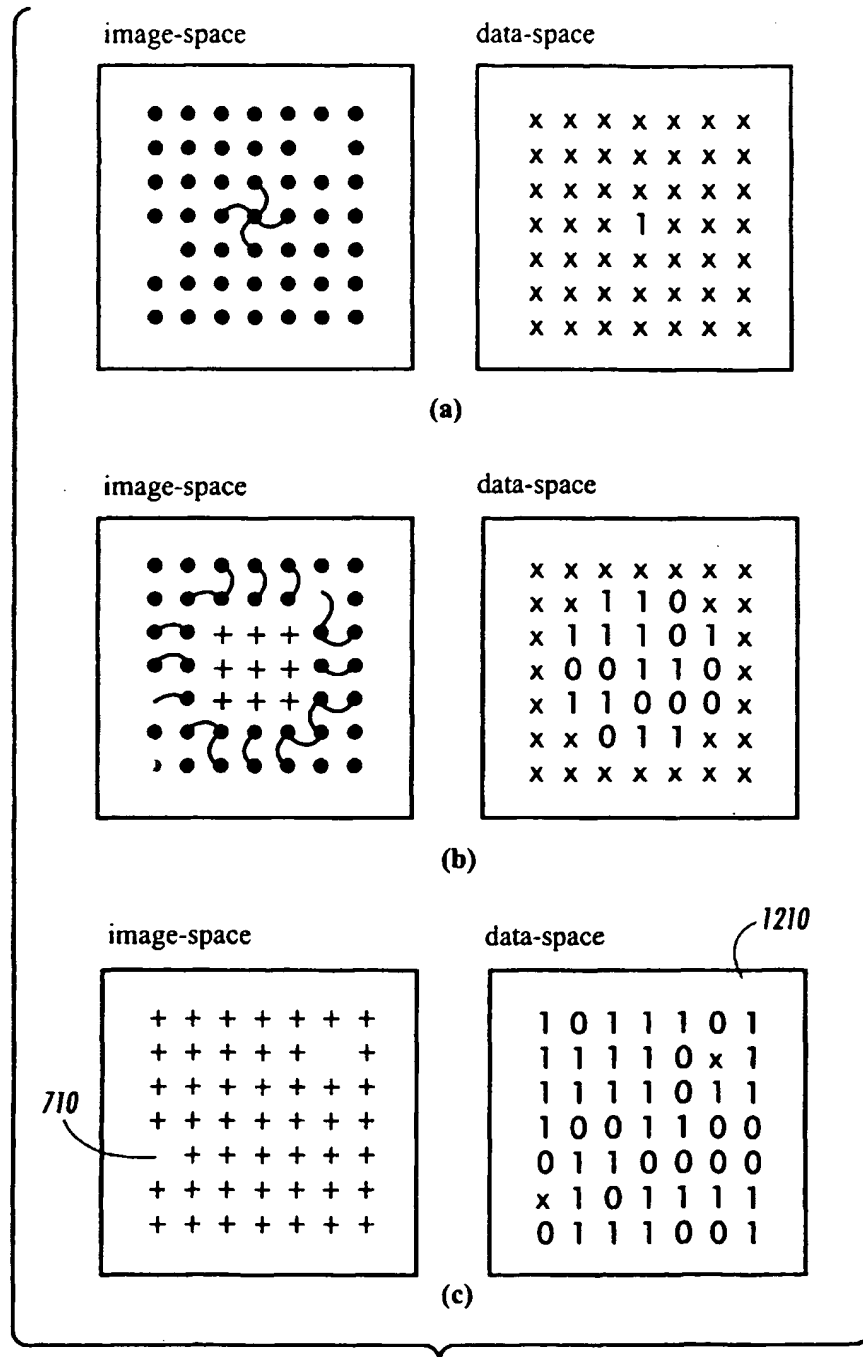 image-space data-space
x x x x x x x
x x x x x x x
x x x x x x x
x x x 1 x x x
x x x x x x x
x x x x x x x
x x x x x x x
(a)
image-space data-space
x x x x x x x
x x 1 1 0 x x
x 1 1 1 0 1 x
x 0 0 1 1 0 x
x 1 1 0 0 0 x
x x 0 1 1 x x
x x x x x x x
(b)
1210
image-space data-space
+ + + + + + + 1 0 1 1 1 0 1
+ + + + + + 1 1 1 1 0 x 1
+ + + + + + + 1 1 1 1 0 1 1
710
+ + + + + + + 1 0 0 1 1 0 0
+ + + + + + 0 1 1 0 0 0 0
+ + + + + + + x 1 0 1 1 1 1
+ + + + + + + 0 1 1 1 0 0 1
(c)